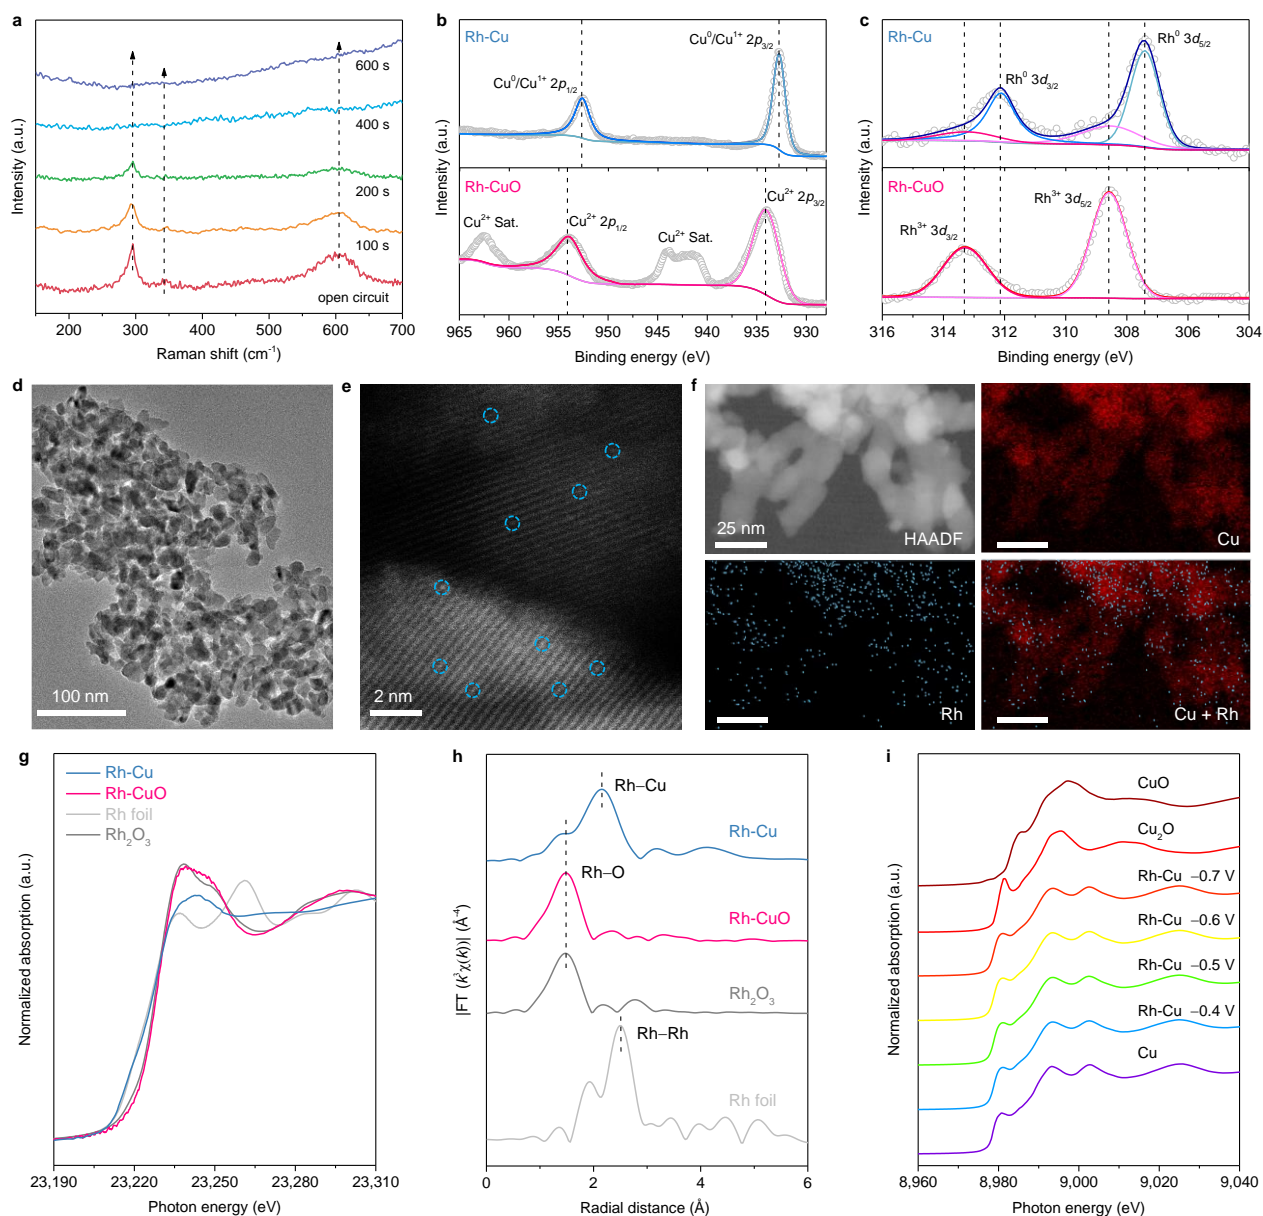 a
Intensity (a.u.)
600 s
400 s
200 s
100 s
open circuit
200 300 400 500 600 700
Raman shift (cm⁻¹)
b
Intensity (a.u.)
Rh-Cu
Cu⁰/Cu¹⁺ 2p₃/₂
Cu⁰/Cu¹⁺ 2p₁/₂
Rh-CuO
Cu²⁺ Sat.
Cu²⁺ 2p₁/₂
Cu²⁺ Sat.
Cu²⁺ 2p₃/₂
965 960 955 950 945 940 935 930
Binding energy (eV)
c
Intensity (a.u.)
Rh-Cu
Rh⁰ 3d₅/₂
Rh⁰ 3d₃/₂
Rh-CuO
Rh³⁺ 3d₅/₂
Rh³⁺ 3d₃/₂
316 314 312 310 308 306 304
Binding energy (eV)
d
100 nm
e
2 nm
f
25 nm
HAADF
Cu
Rh
Cu + Rh
g
Normalized absorption (a.u.)
Rh-Cu
Rh-CuO
Rh foil
Rh₂O₃
23,190 23,220 23,250 23,280 23,310
Photon energy (eV)
h
|FT (k³χ(k))| (Å⁻⁴)
Rh–Cu
Rh-Cu
Rh–O
Rh-CuO
Rh₂O₃
Rh–Rh
Rh foil
0 2 4 6
Radial distance (Å)
i
Normalized absorption (a.u.)
CuO
Cu₂O
Rh-Cu –0.7 V
Rh-Cu –0.6 V
Rh-Cu –0.5 V
Rh-Cu –0.4 V
Cu
8,960 8,980 9,000 9,020 9,040
Photon energy (eV)